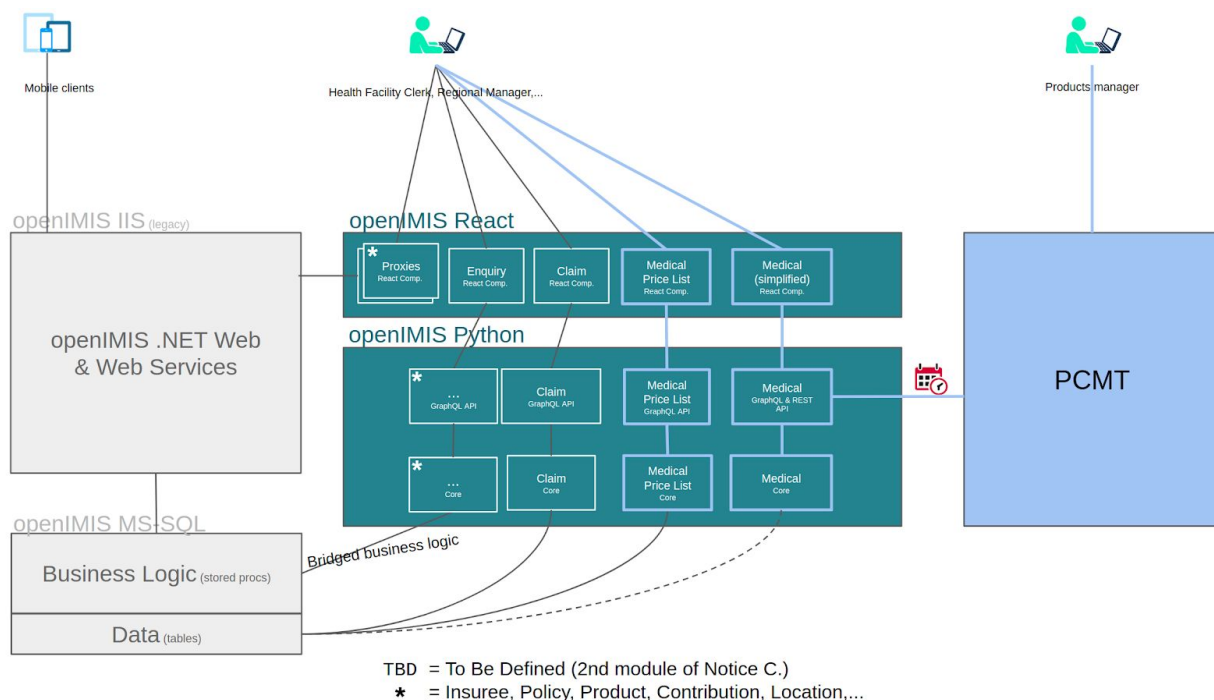 Mobile clients
Health Facility Clerk, Regional Manager,...
Products manager
openIMIS IIS (legacy)
openIMIS .NET Web
& Web Services
openIMIS React
* Proxies
React Comp.
Enquiry
React Comp.
Claim
React Comp.
Medical
Price List
React Comp.
Medical
(simplified)
React Comp.
openIMIS Python
* ...
GraphQL API
Claim
GraphQL API
Medical
Price List
GraphQL API
Medical
GraphQL & REST
API
* ...
Core
Claim
Core
Medical
Price List
Core
Medical
Core
PCMT
openIMIS MS-SQL
Business Logic (stored procs)
Data (tables)
Bridged business logic
TBD = To Be Defined (2nd module of Notice C.)
* = Insuree, Policy, Product, Contribution, Location,...